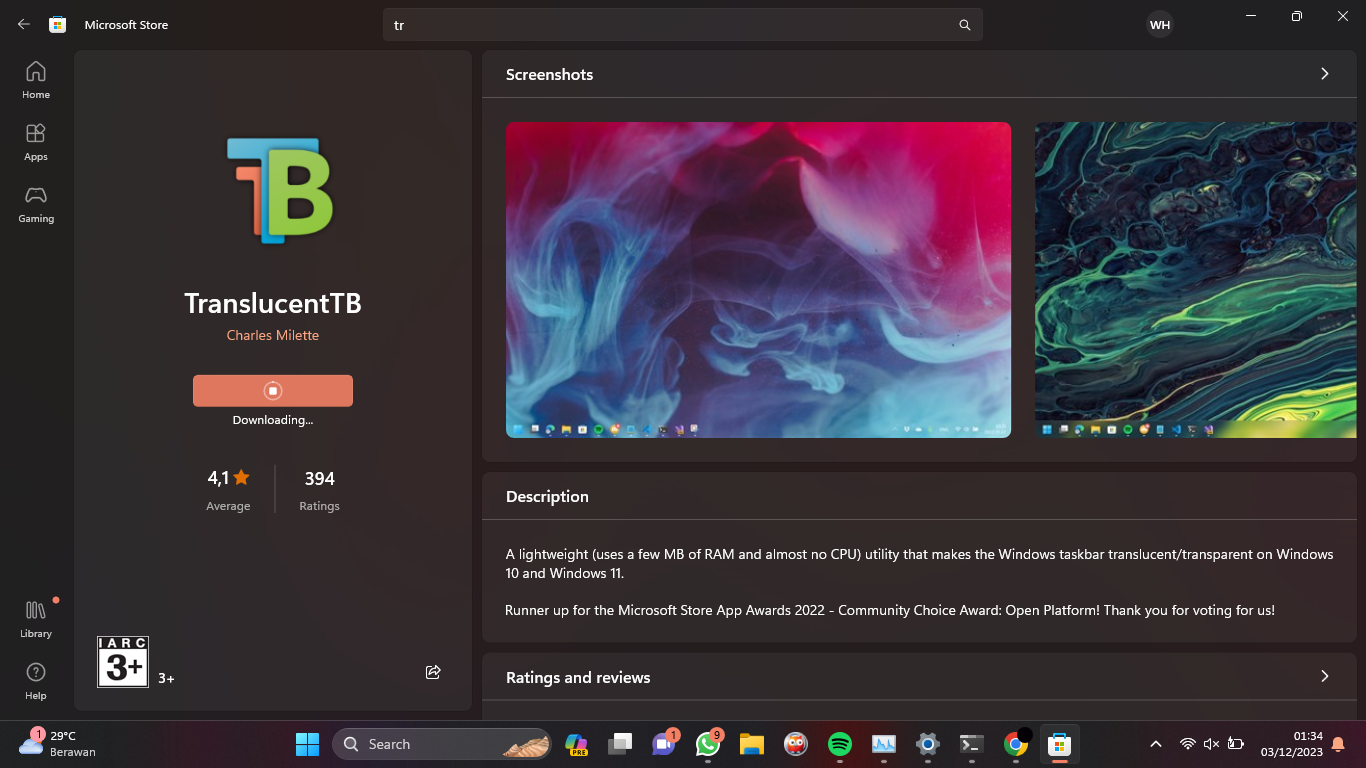 Microsoft Store
tr
WH
Home
Apps
Gaming
Library
Help
TB
TranslucentTB
Charles Milette
Downloading...
4,1
Average
394
Ratings
IARC
3+
3+
Screenshots
Description
A lightweight (uses a few MB of RAM and almost no CPU) utility that makes the Windows taskbar translucent/transparent on Windows
10 and Windows 11.
Runner up for the Microsoft Store App Awards 2022 - Community Choice Award: Open Platform! Thank you for voting for us!
Ratings and reviews
1
29°C
Berawan
Search
PRE
1
9
01:34
03/12/2023